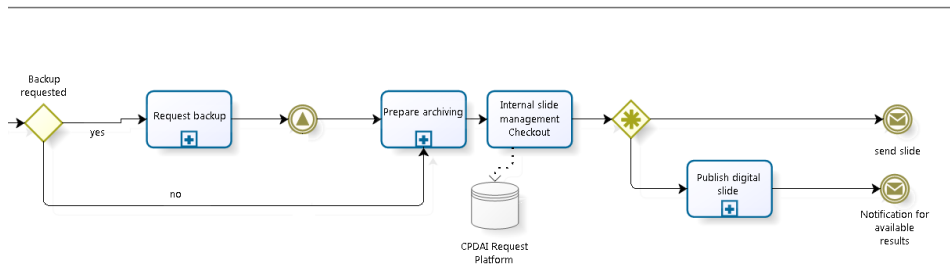 Backup
requested
yes
Request backup
Prepare archiving
Internal slide
management
Checkout
send slide
no
Publish digital
slide
Notification for
available
results
CPDAI Request
Platform